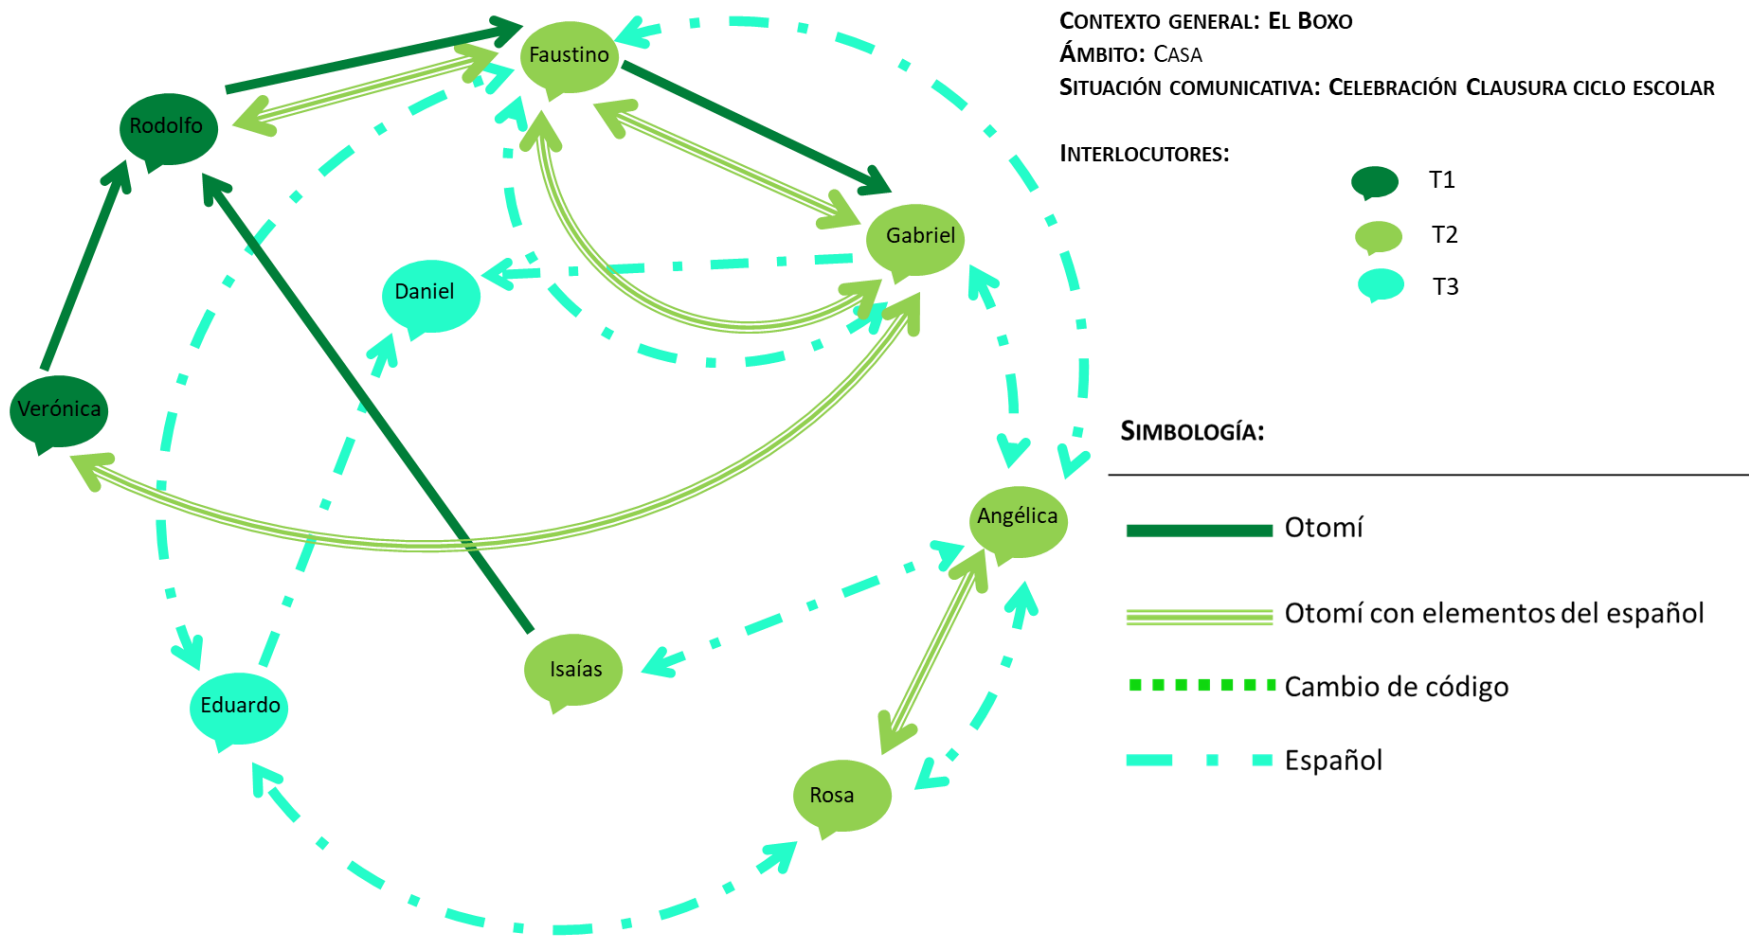 CONTEXTO GENERAL: EL BOXO
ÁMBITO: CASA
SITUACIÓN COMUNICATIVA: CELEBRACIÓN CLAUSURA CICLO ESCOLAR
INTERLOCUTORES:
T1
T2
T3
Faustino
Rodolfo
Gabriel
Daniel
Verónica
Angélica
Isaías
Eduardo
Rosa
SIMBOLOGÍA:
Otomí
Otomí con elementos del español
Cambio de código
Español